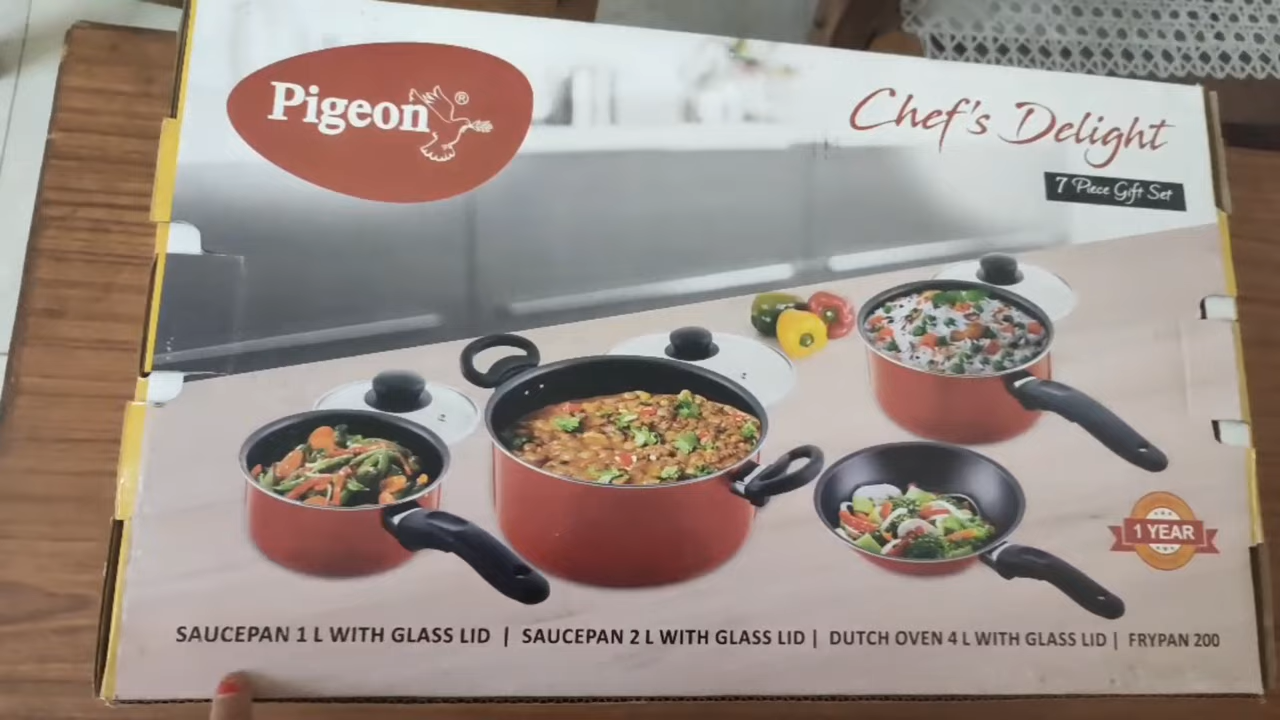 Pigeon®
Chef's Delight
7 Piece Gift Set
1 YEAR
SAUCEPAN 1 L WITH GLASS LID | SAUCEPAN 2 L WITH GLASS LID | DUTCH OVEN 4 L WITH GLASS LID | FRYPAN 200